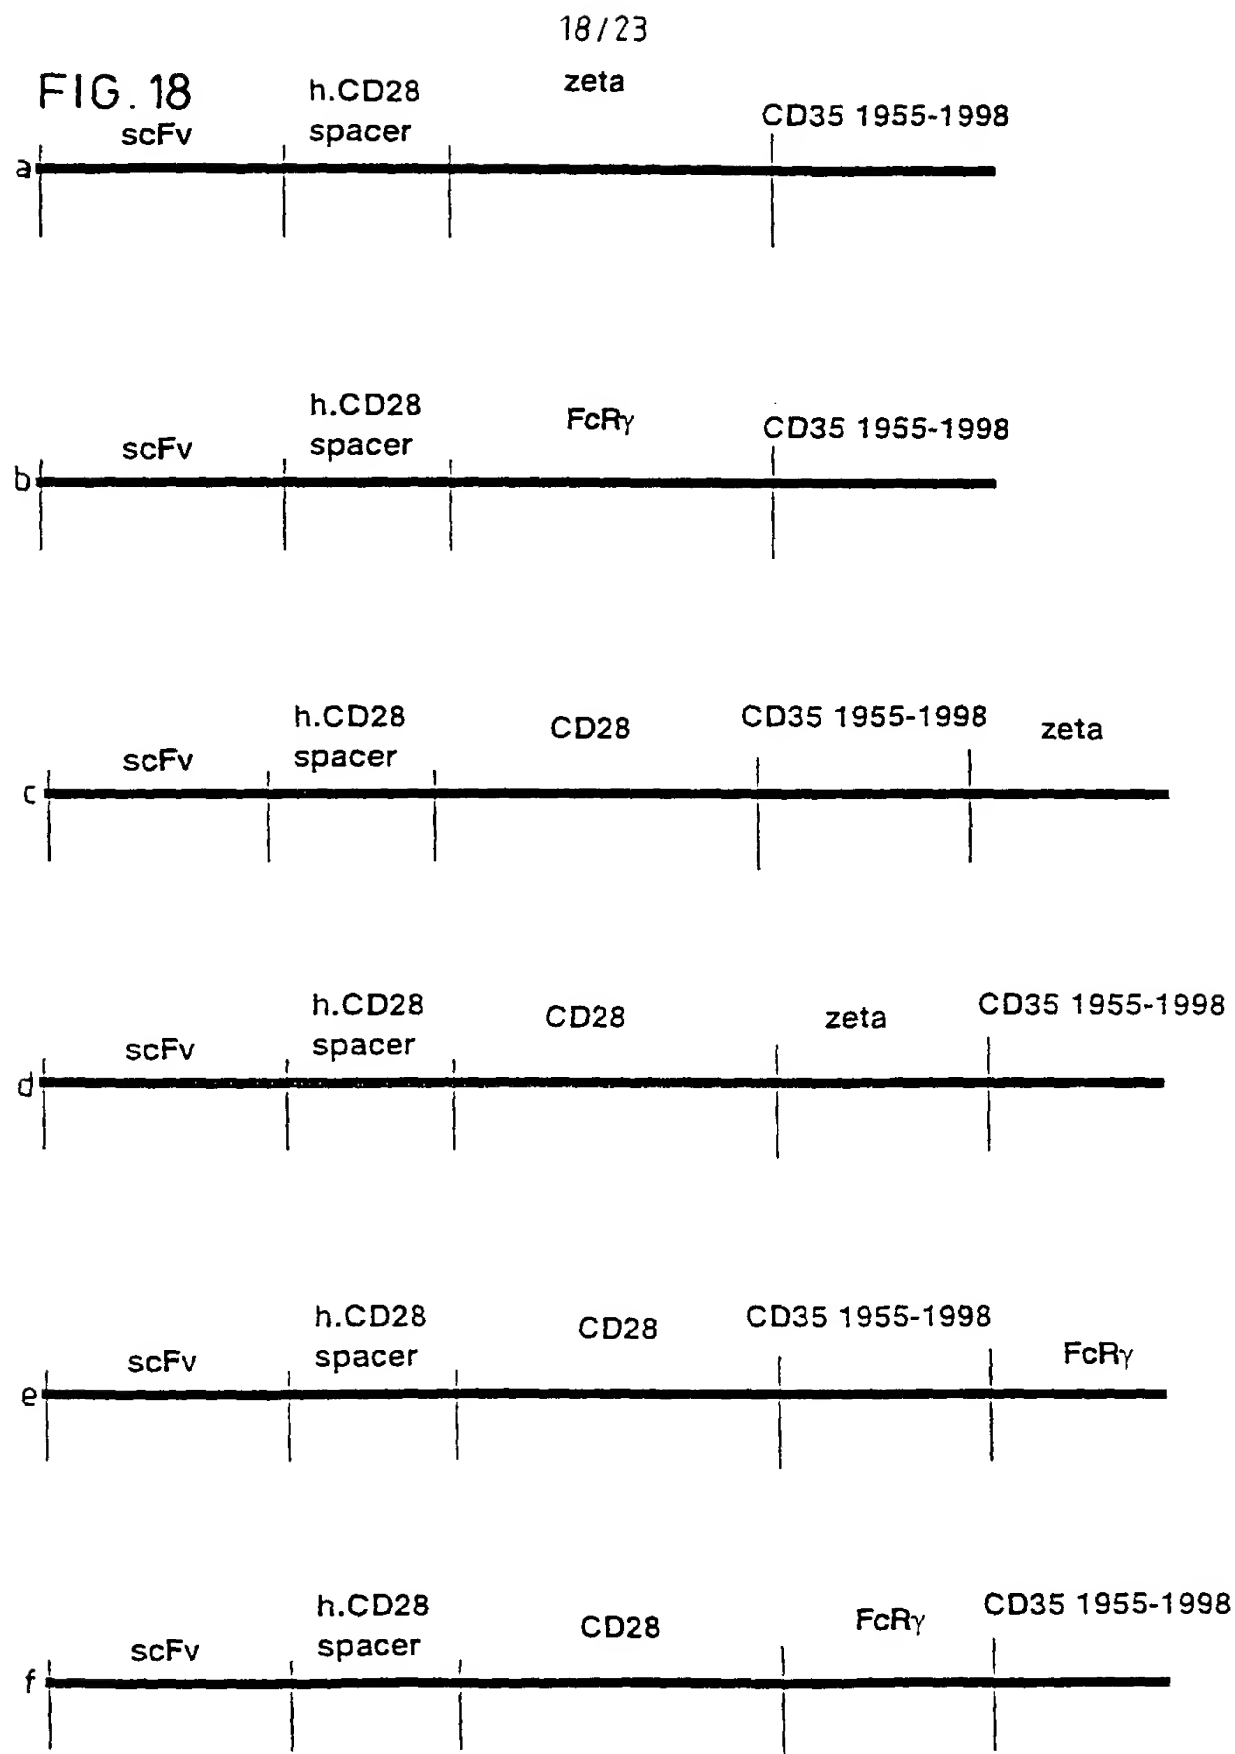 18/23
FIG. 18
scFv
h.CD28
spacer
zeta
CD35 1955-1998
a
h.CD28
spacer
scFv
FcRγ
CD35 1955-1998
b
h.CD28
spacer
scFv
CD28
CD35 1955-1998
zeta
c
h.CD28
spacer
scFv
CD28
zeta
CD35 1955-1998
d
h.CD28
spacer
scFv
CD28
CD35 1955-1998
FcRγ
e
h.CD28
spacer
scFv
CD28
FcRγ
CD35 1955-1998
f